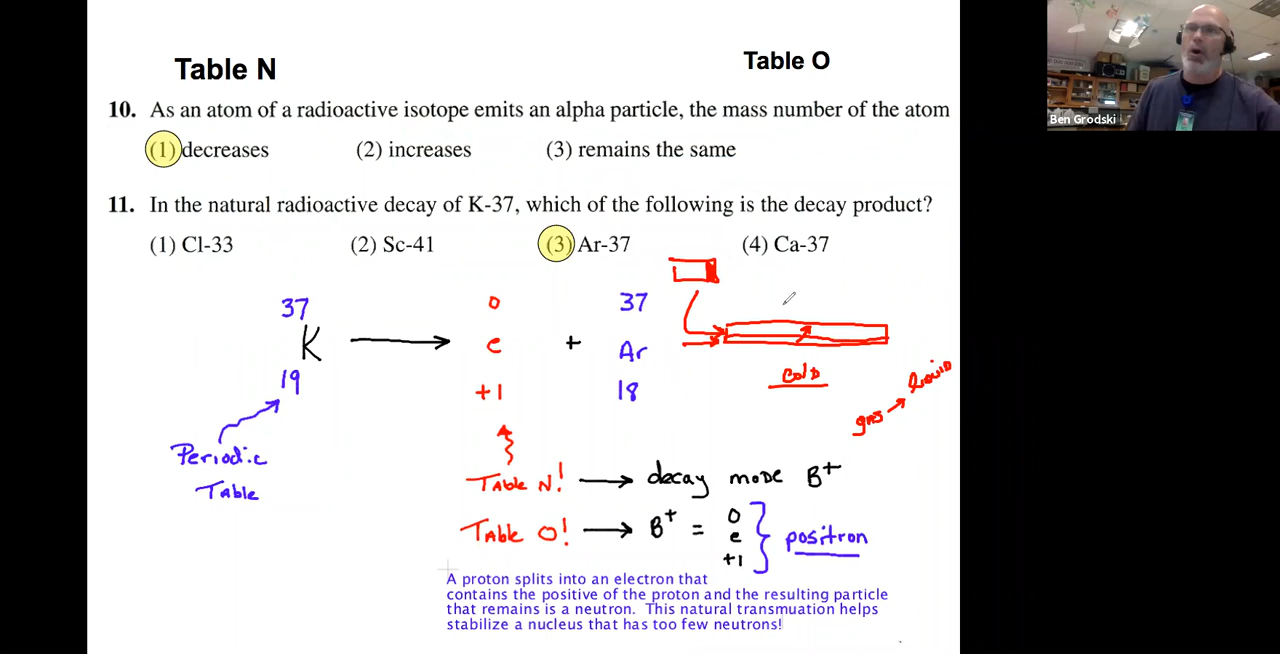 Table N
Table O
Ben Grodski
10. As an atom of a radioactive isotope emits an alpha particle, the mass number of the atom
(1) decreases (2) increases (3) remains the same
11. In the natural radioactive decay of K-37, which of the following is the decay product?
(1) Cl-33 (2) Sc-41 (3) Ar-37 (4) Ca-37
37 0 37
K e + Ar
19 +1 18
Cold
gas → liquid
Periodic
Table
Table N! → decay mode B+
Table O! → B+ = 0 e +1 } positron
A proton splits into an electron that
contains the positive of the proton and the resulting particle
that remains is a neutron. This natural transmuation helps
stabilize a nucleus that has too few neutrons!